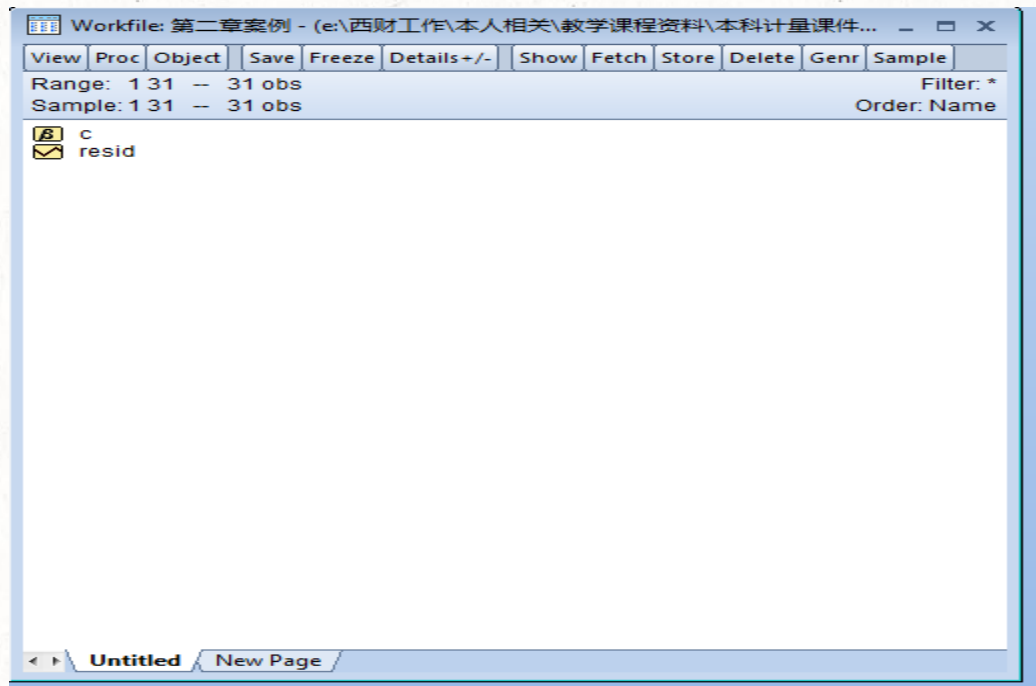 Workfile: 第二章案例 - (e:\西财工作\本人相关\教学课程资料\本科计量课件...
View Proc Object Save Freeze Details+/- Show Fetch Store Delete Genr Sample
Range: 1 31 -- 31 obs Filter: *
Sample: 1 31 -- 31 obs Order: Name
β c
resid
Untitled New Page